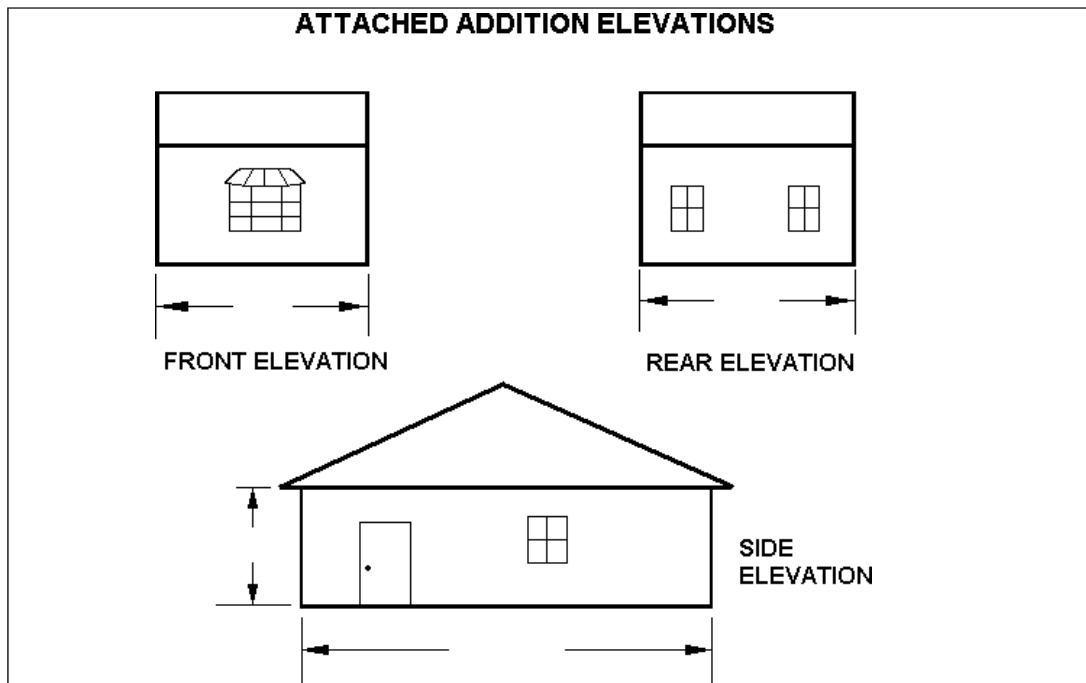 ATTACHED ADDITION ELEVATIONS
FRONT ELEVATION
REAR ELEVATION
SIDE
ELEVATION